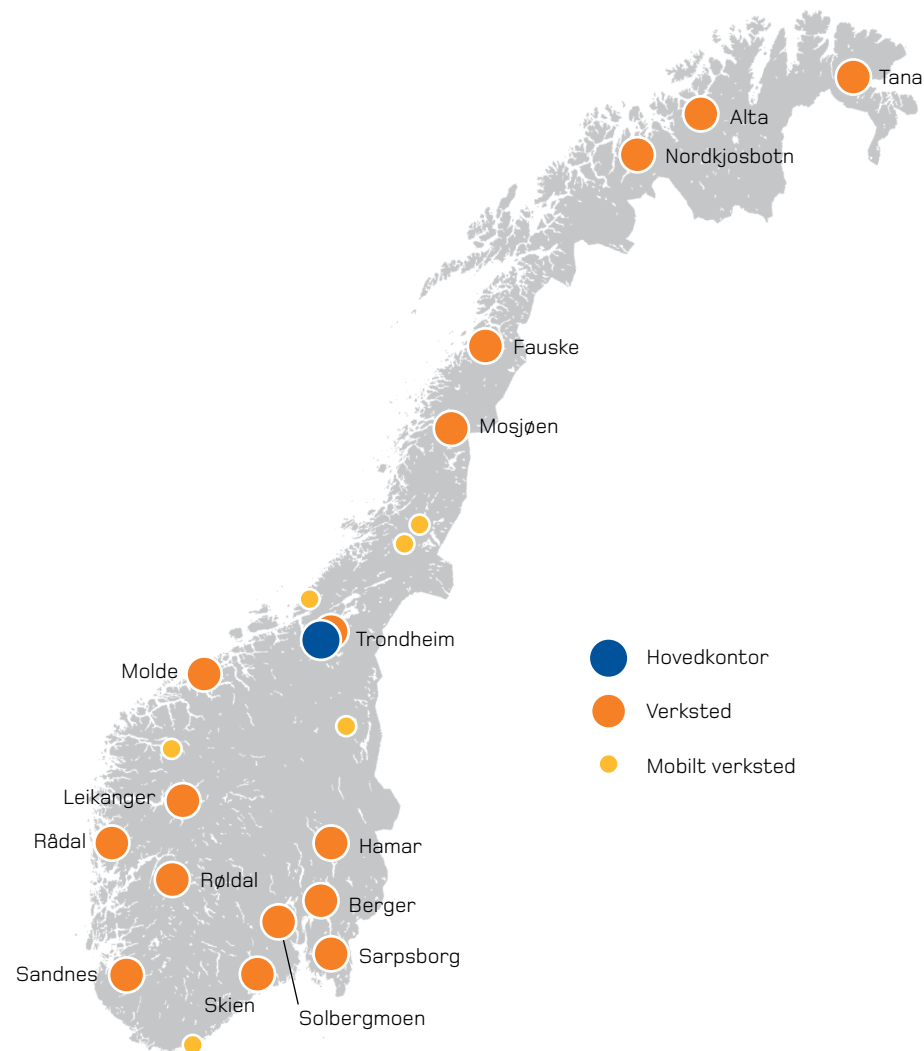 Tana
Alta
Nordkjosbotn
Fauske
Mosjøen
Trondheim
Hovedkontor
Molde
Verksted
Mobilt verksted
Leikanger
Rådal
Hamar
Røldal
Berger
Sarpsborg
Sandnes
Skien
Solbergmoen